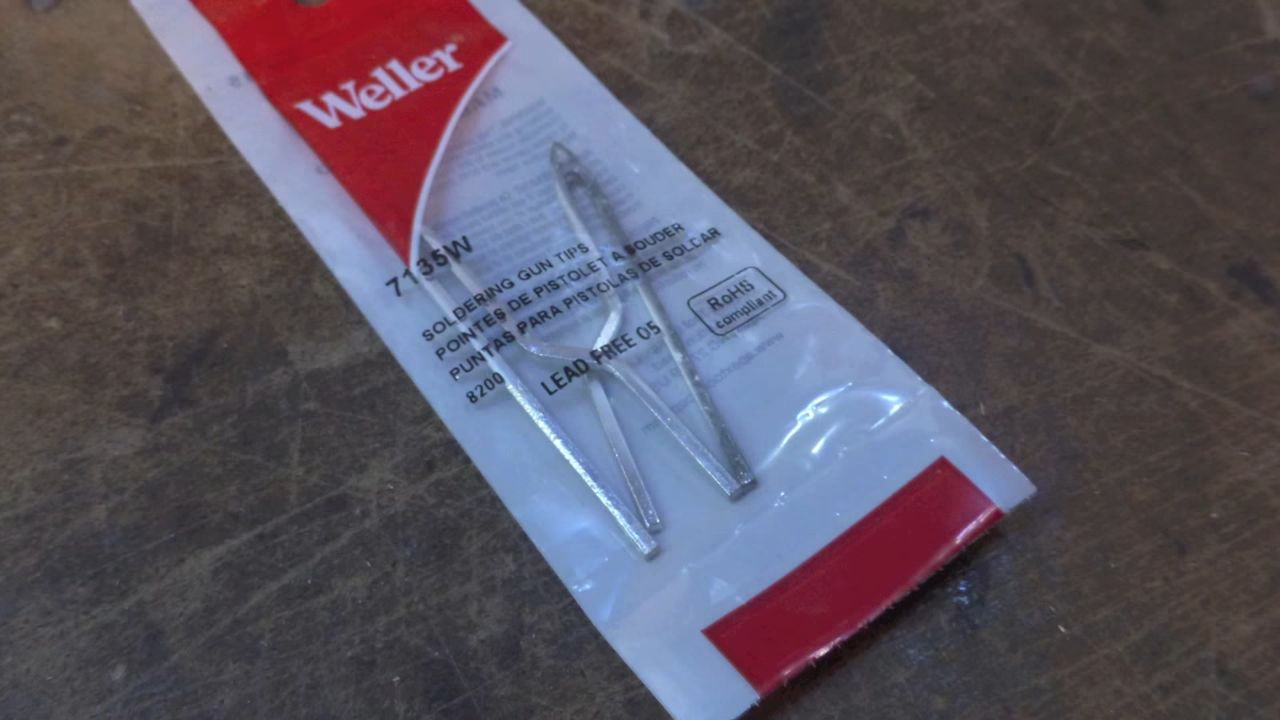 Weller
7135W
SOLDERING GUN TIPS
POINTES DE PISTOLET A SOUDER
PUNTAS PARA PISTOLAS DE SOLDAR
8200
LEAD FREE 05
RoHS
compliant